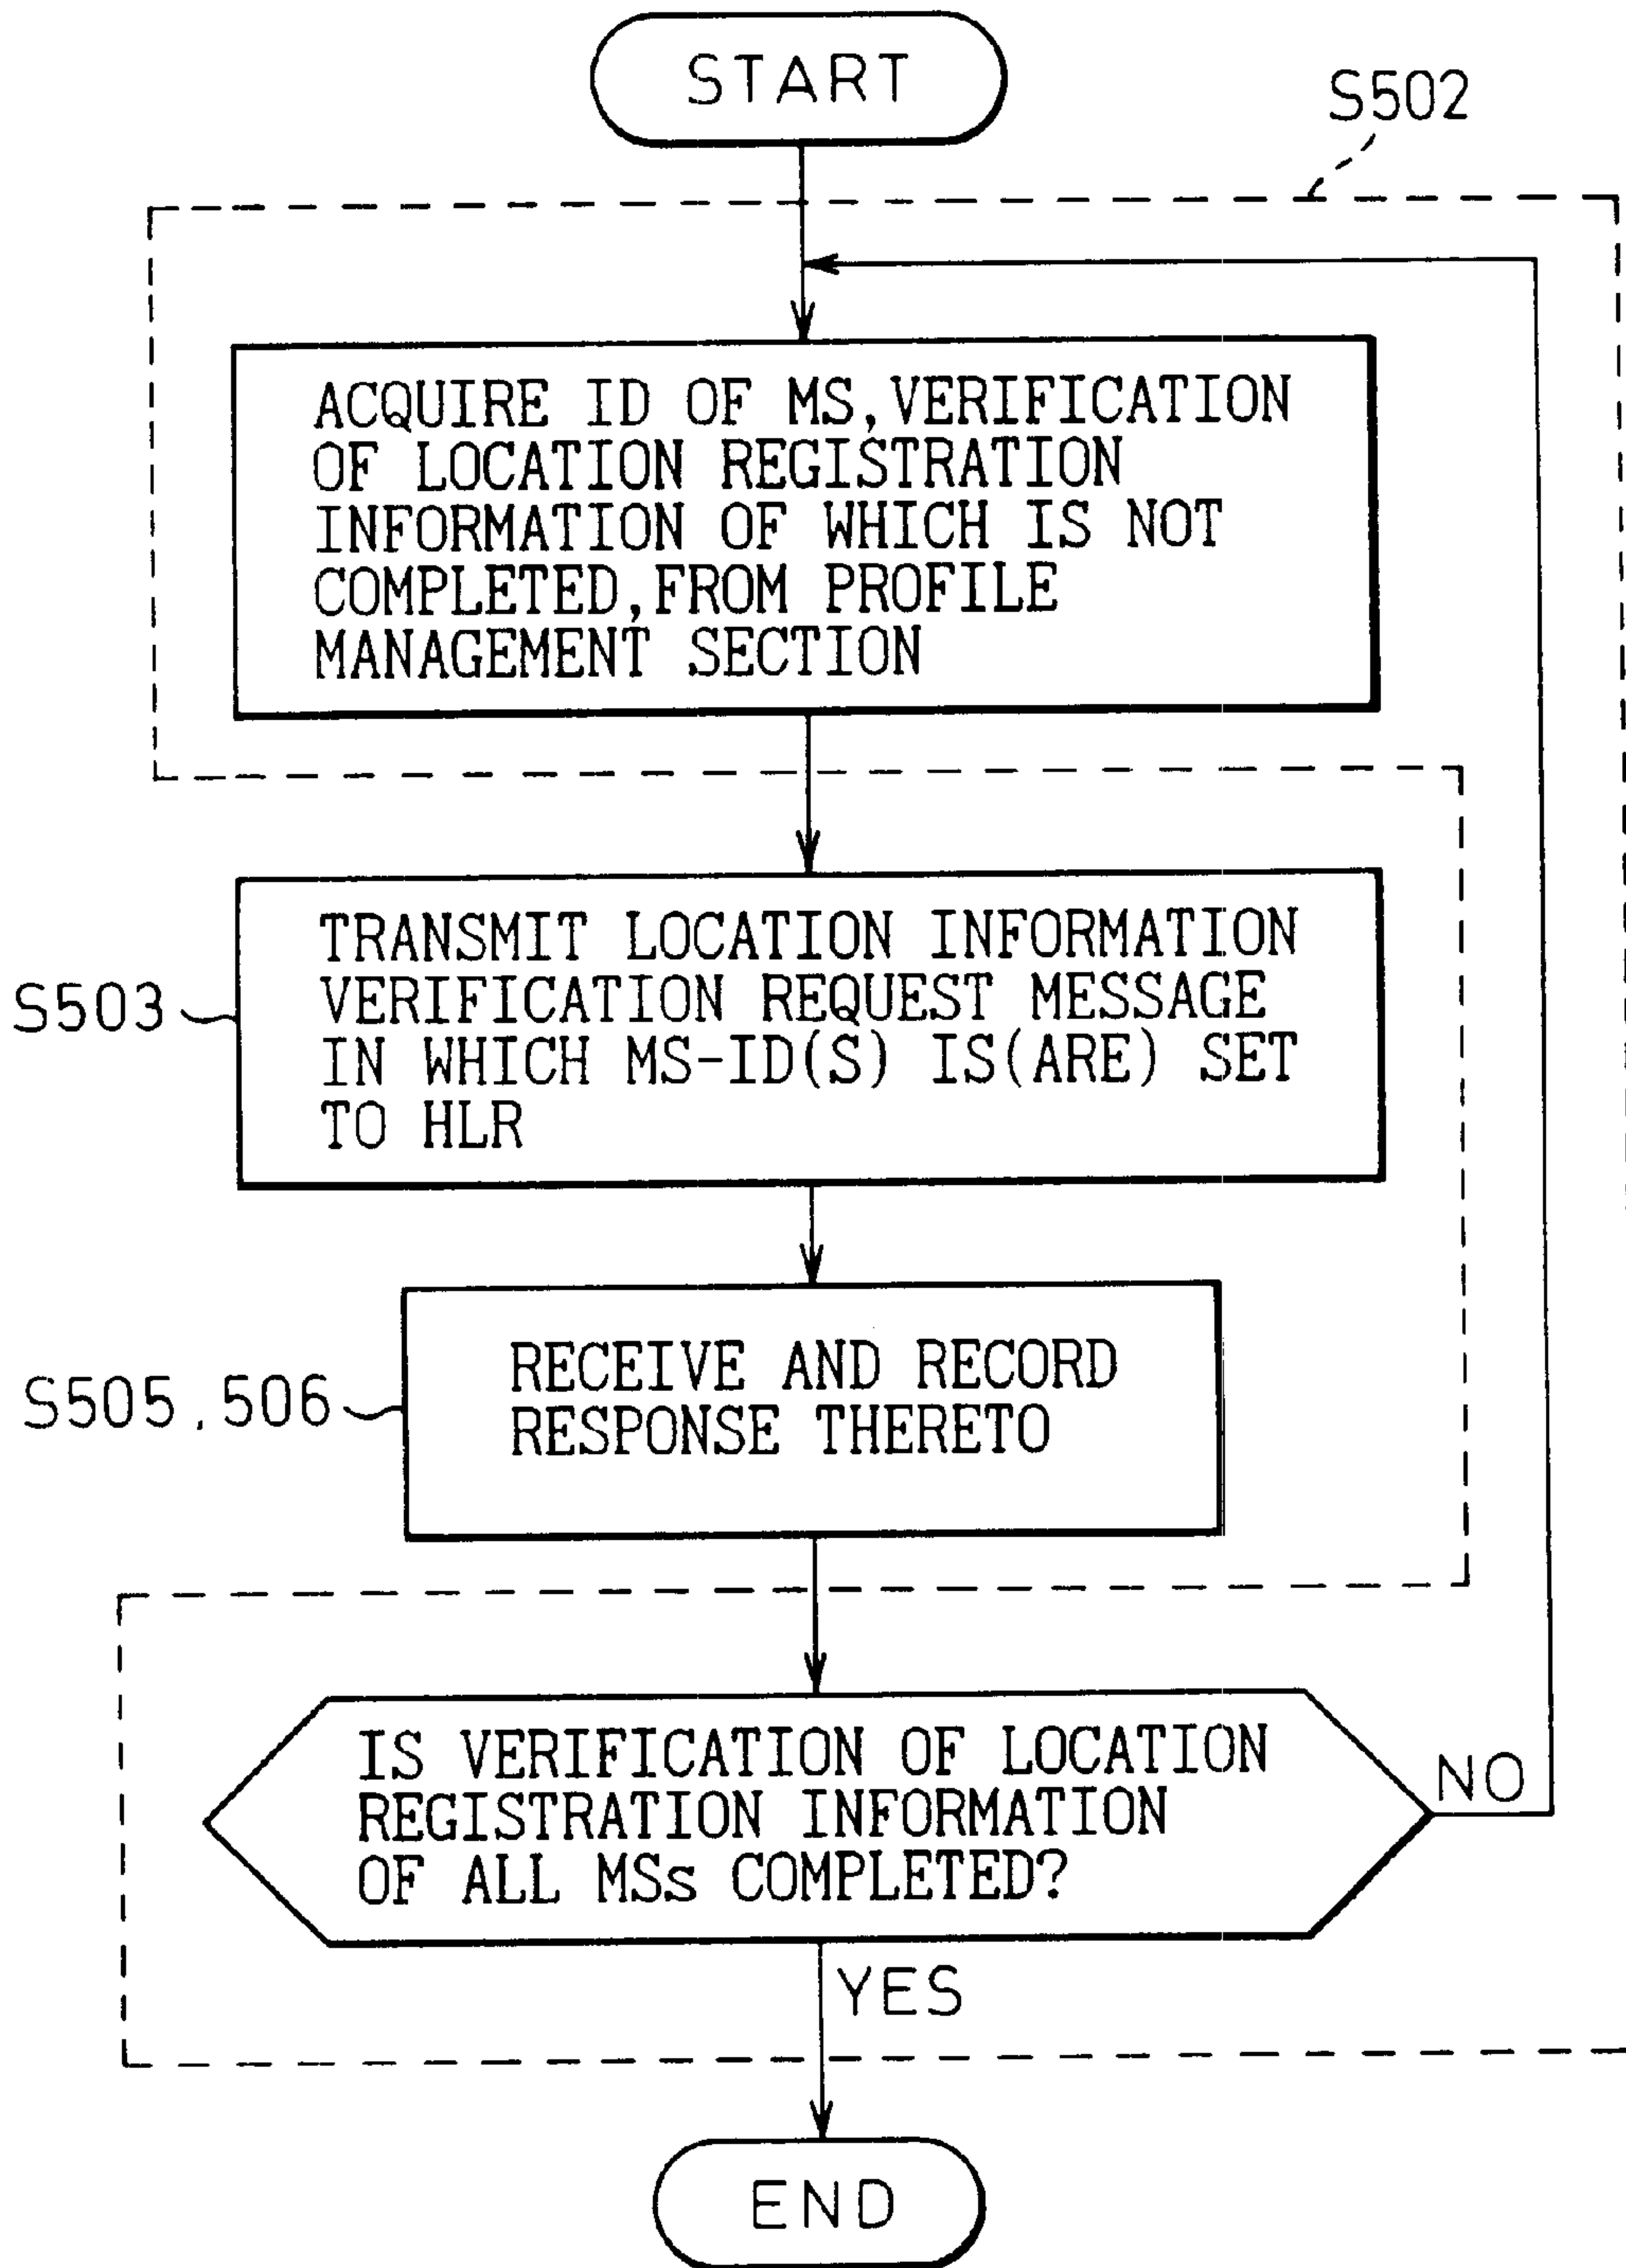 START
S502
ACQUIRE ID OF MS,VERIFICATION
OF LOCATION REGISTRATION
INFORMATION OF WHICH IS NOT
COMPLETED,FROM PROFILE
MANAGEMENT SECTION
S503
TRANSMIT LOCATION INFORMATION
VERIFICATION REQUEST MESSAGE
IN WHICH MS-ID(S) IS(ARE) SET
TO HLR
S505,506
RECEIVE AND RECORD
RESPONSE THERETO
IS VERIFICATION OF LOCATION
REGISTRATION INFORMATION
OF ALL MSs COMPLETED?
NO
YES
END